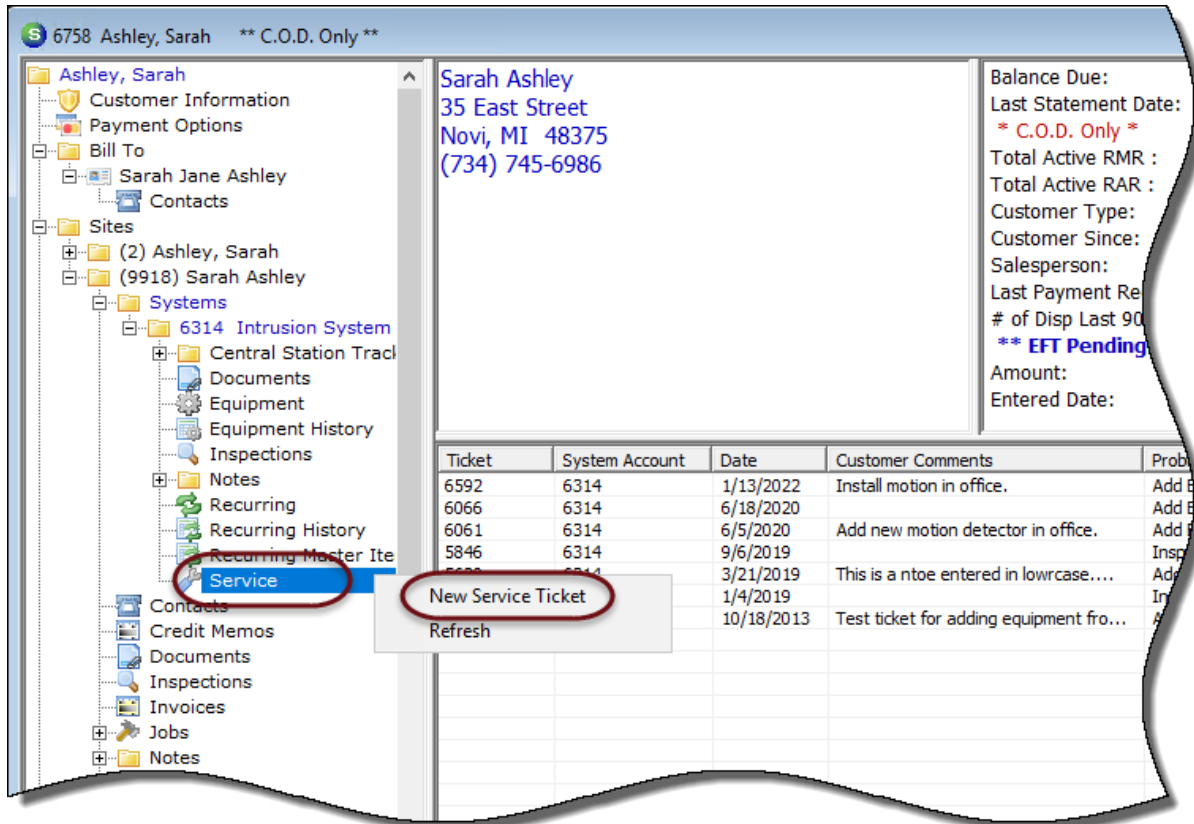 6758 Ashley, Sarah ** C.O.D. Only **
Ashley, Sarah
Customer Information
Payment Options
Bill To
Sarah Jane Ashley
Contacts
Sites
(2) Ashley, Sarah
(9918) Sarah Ashley
Systems
6314 Intrusion System
Central Station Track
Documents
Equipment
Equipment History
Inspections
Notes
Recurring
Recurring History
Recurring Master Ite
Service
Contacts
Credit Memos
Documents
Inspections
Invoices
Jobs
Notes
New Service Ticket
Refresh
Sarah Ashley
35 East Street
Novi, MI 48375
(734) 745-6986
Balance Due:
Last Statement Date:
* C.O.D. Only *
Total Active RMR :
Total Active RAR :
Customer Type:
Customer Since:
Salesperson:
Last Payment Re
# of Disp Last 90
** EFT Pending
Amount:
Entered Date:
Ticket System Account Date Customer Comments Prob
6592 6314 1/13/2022 Install motion in office. Add
6066 6314 6/18/2020 Add
6061 6314 6/5/2020 Add new motion detector in office. Add
5846 6314 9/6/2019 Insp
3/21/2019 This is a ntoe entered in lowrcase.... Add
1/4/2019 In
10/18/2013 Test ticket for adding equipment fro... A